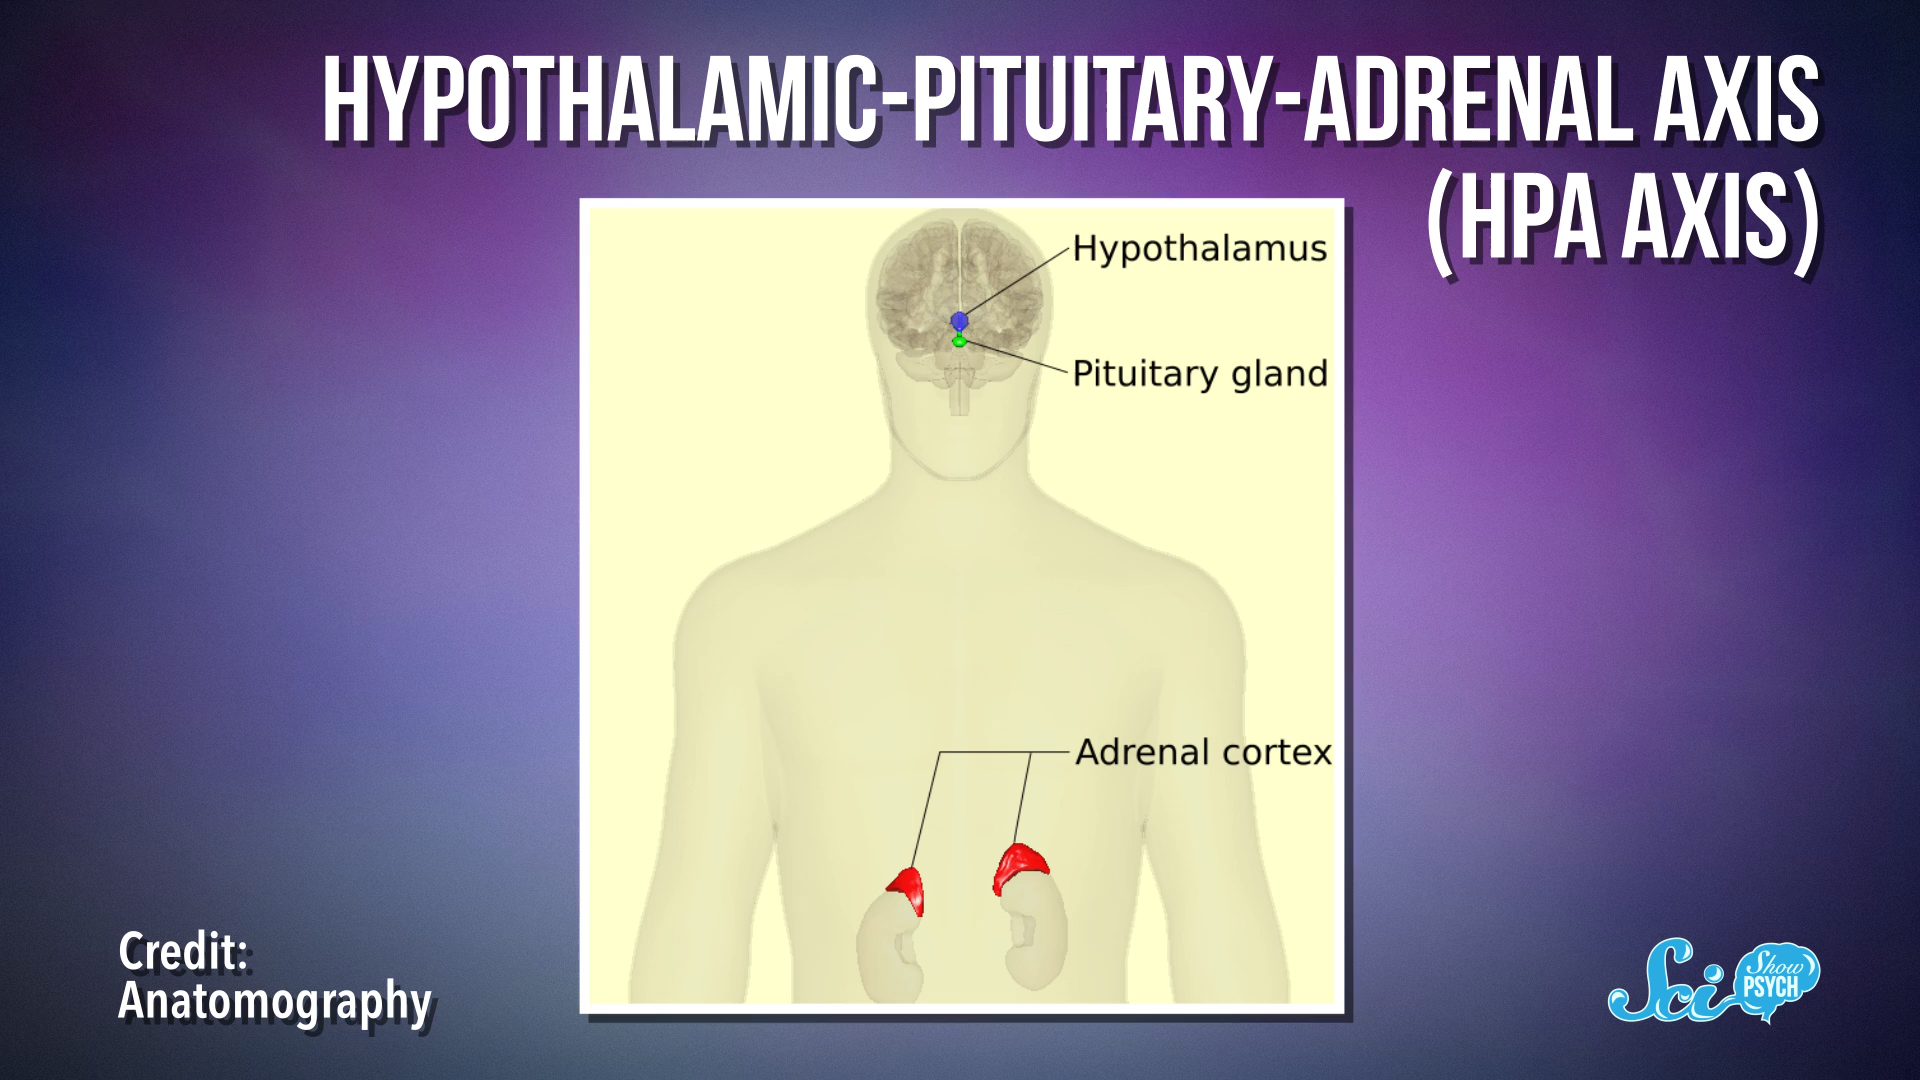 HYPOTHALAMIC-PITUITARY-ADRENAL AXIS
(HPA AXIS)
Hypothalamus
Pituitary gland
Adrenal cortex
Credit:
Anatomography
Sci Show
PSYCH